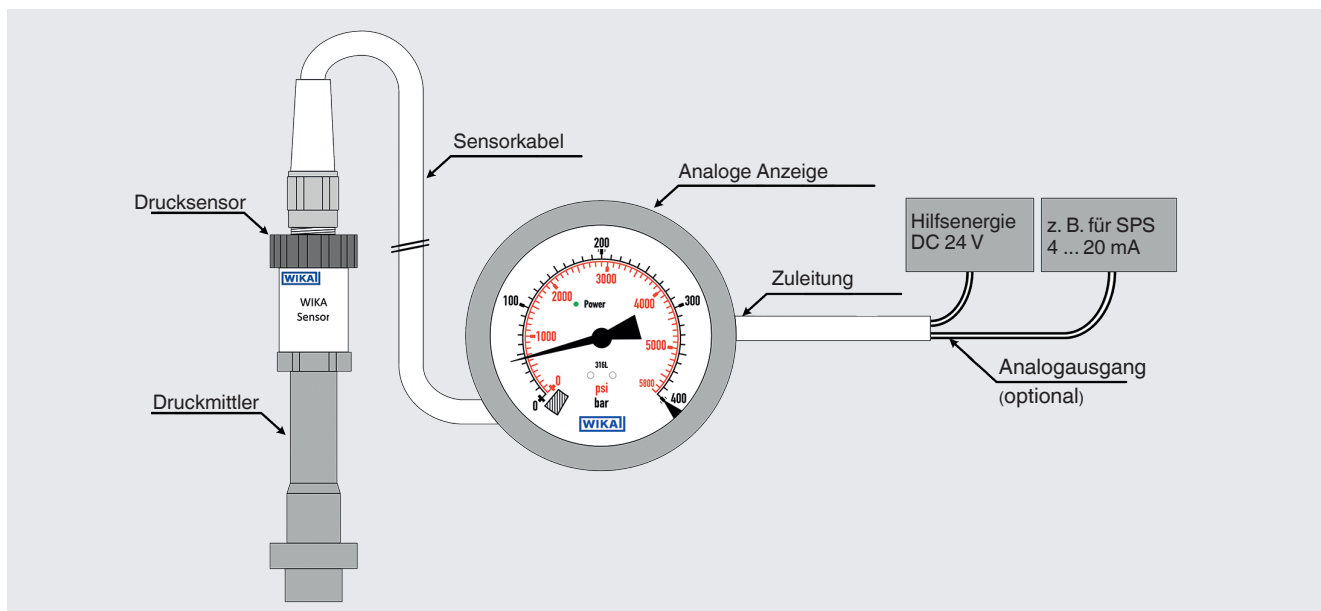 Sensorkabel
Analoge Anzeige
Drucksensor
Hilfsenergie
DC 24 V
z. B. für SPS
4 ... 20 mA
WIKA
WIKA
Sensor
Zuleitung
200
3000
2000
4000
100
300
Power
1000
5000
316L
Analogausgang
(optional)
Druckmittler
0
5800
psi
0
bar
400
WIKA